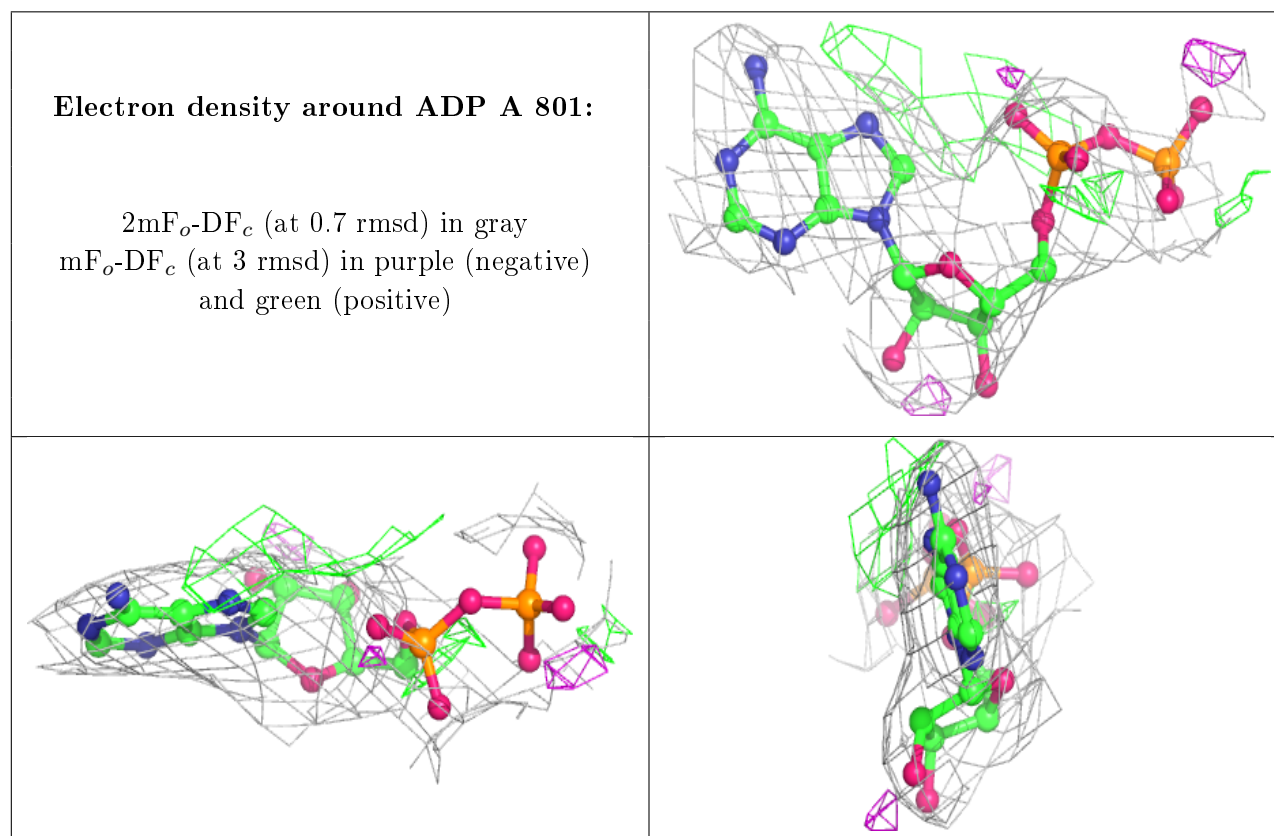 Electron density around ADP A 801:
2mFo-DFc (at 0.7 rmsd) in gray
mFo-DFc (at 3 rmsd) in purple (negative)
and green (positive)